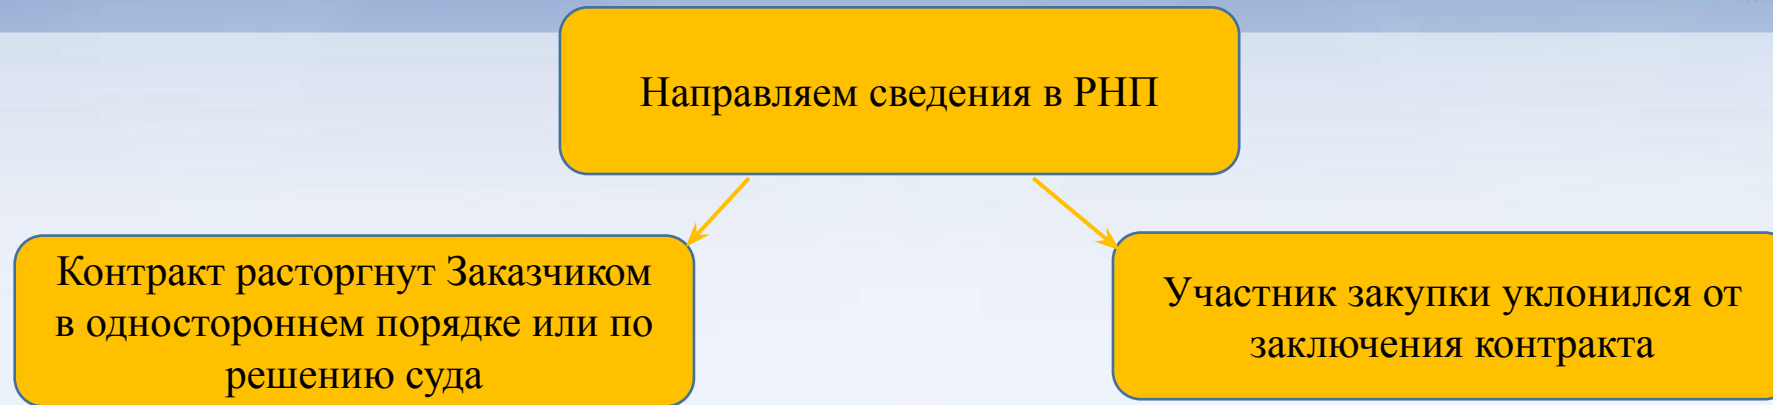 Направляем сведения в РНП
Контракт расторгнут Заказчиком
в одностороннем порядке или по
решению суда
Участник закупки уклонился от
заключения контракта